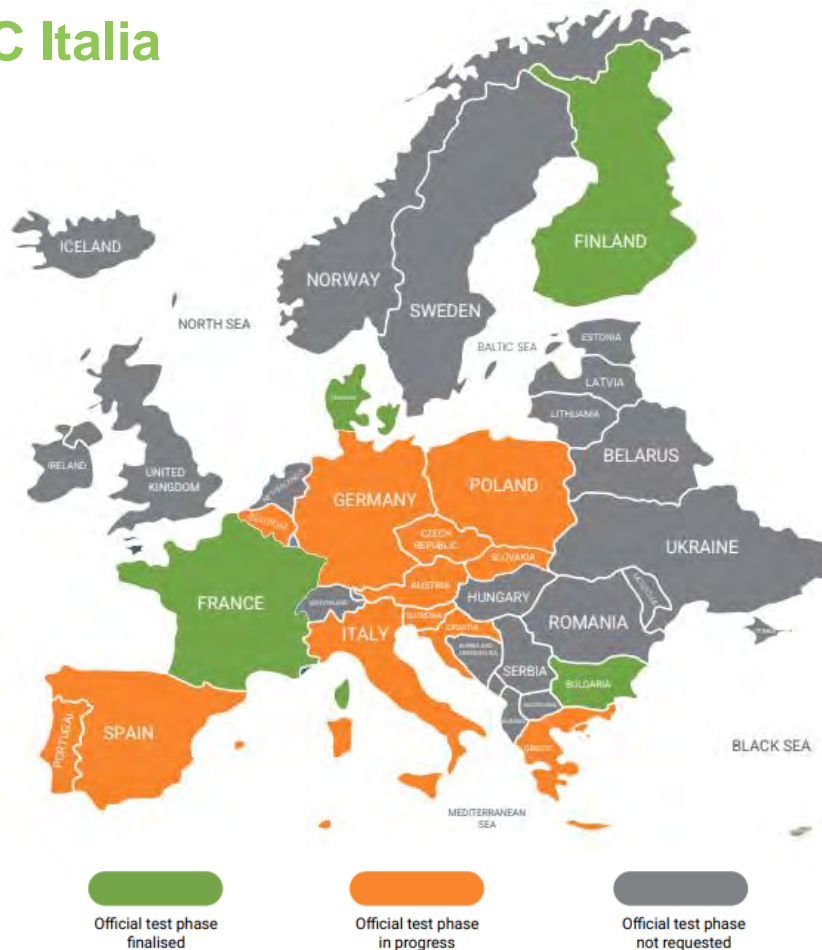 C Italia
FINLAND
ICELAND
NORWAY
SWEDEN
NORTH SEA
BALTIC SEA
ESTONIA
LATVIA
LITHUANIA
BELARUS
IRELAND
UNITED
KINGDOM
GERMANY
POLAND
BELGIUM
CZECH
REPUBLIC
SLOVAKIA
UKRAINE
AUSTRIA
FRANCE
HUNGARY
ROMANIA
ITALY
SLOVENIA
CROATIA
SERBIA
BULGARIA
PORTUGAL
SPAIN
GREECE
BLACK SEA
MEDITERRANEAN
SEA
Official test phase
finalised
Official test phase
in progress
Official test phase
not requested